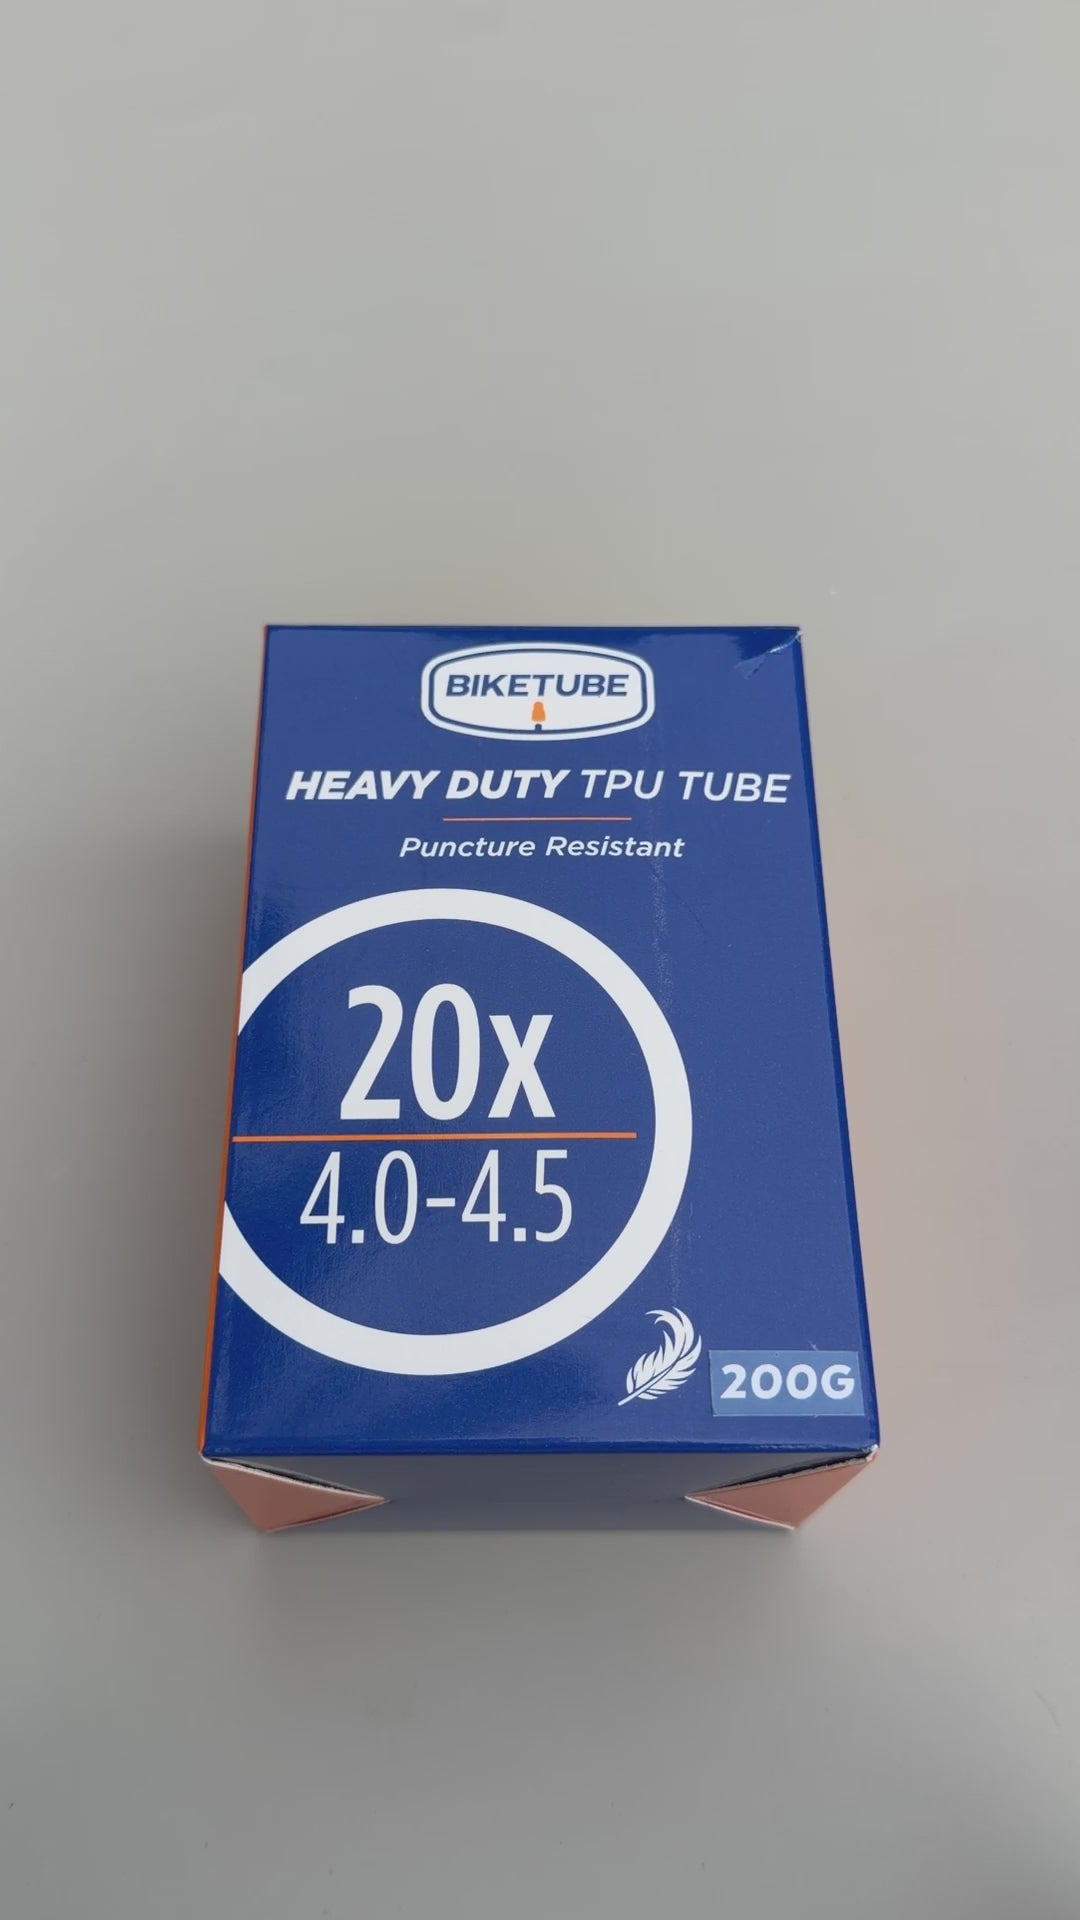 BIKETUBE
HEAVY DUTY TPU TUBE
Puncture Resistant
20x
4.0-4.5
200G